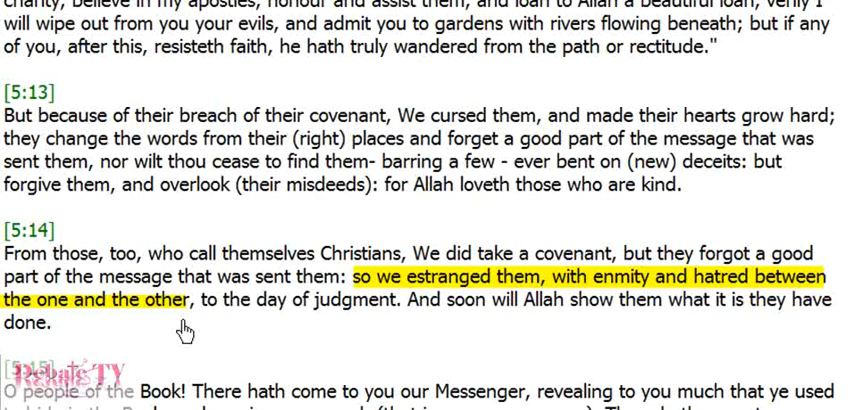 charity, believe in my apostles, honour and assist them, and loan to Allah a beautiful loan, verily I
will wipe out from you your evils, and admit you to gardens with rivers flowing beneath; but if any
of you, after this, resisteth faith, he hath truly wandered from the path or rectitude."
[5:13]
But because of their breach of their covenant, We cursed them, and made their hearts grow hard;
they change the words from their (right) places and forget a good part of the message that was
sent them, nor wilt thou cease to find them- barring a few - ever bent on (new) deceits: but
forgive them, and overlook (their misdeeds): for Allah loveth those who are kind.
[5:14]
From those, too, who call themselves Christians, We did take a covenant, but they forgot a good
part of the message that was sent them: so we estranged them, with enmity and hatred between
the one and the other, to the day of judgment. And soon will Allah show them what it is they have
done.
[5:15]
O people of the Book! There hath come to you our Messenger, revealing to you much that ye used